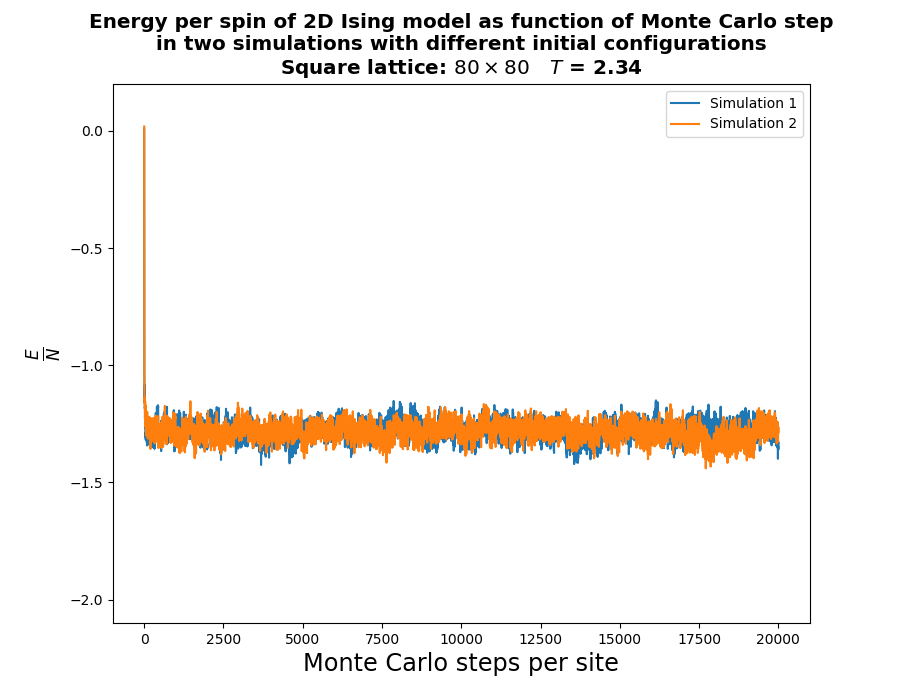 Energy per spin of 2D Ising model as function of Monte Carlo step
in two simulations with different initial configurations
Square lattice: 80 × 80   T = 2.34
Simulation 1
Simulation 2
0.0
−0.5
−1.0
−1.5
−2.0
E
N
0 2500 5000 7500 10000 12500 15000 17500 20000
Monte Carlo steps per site